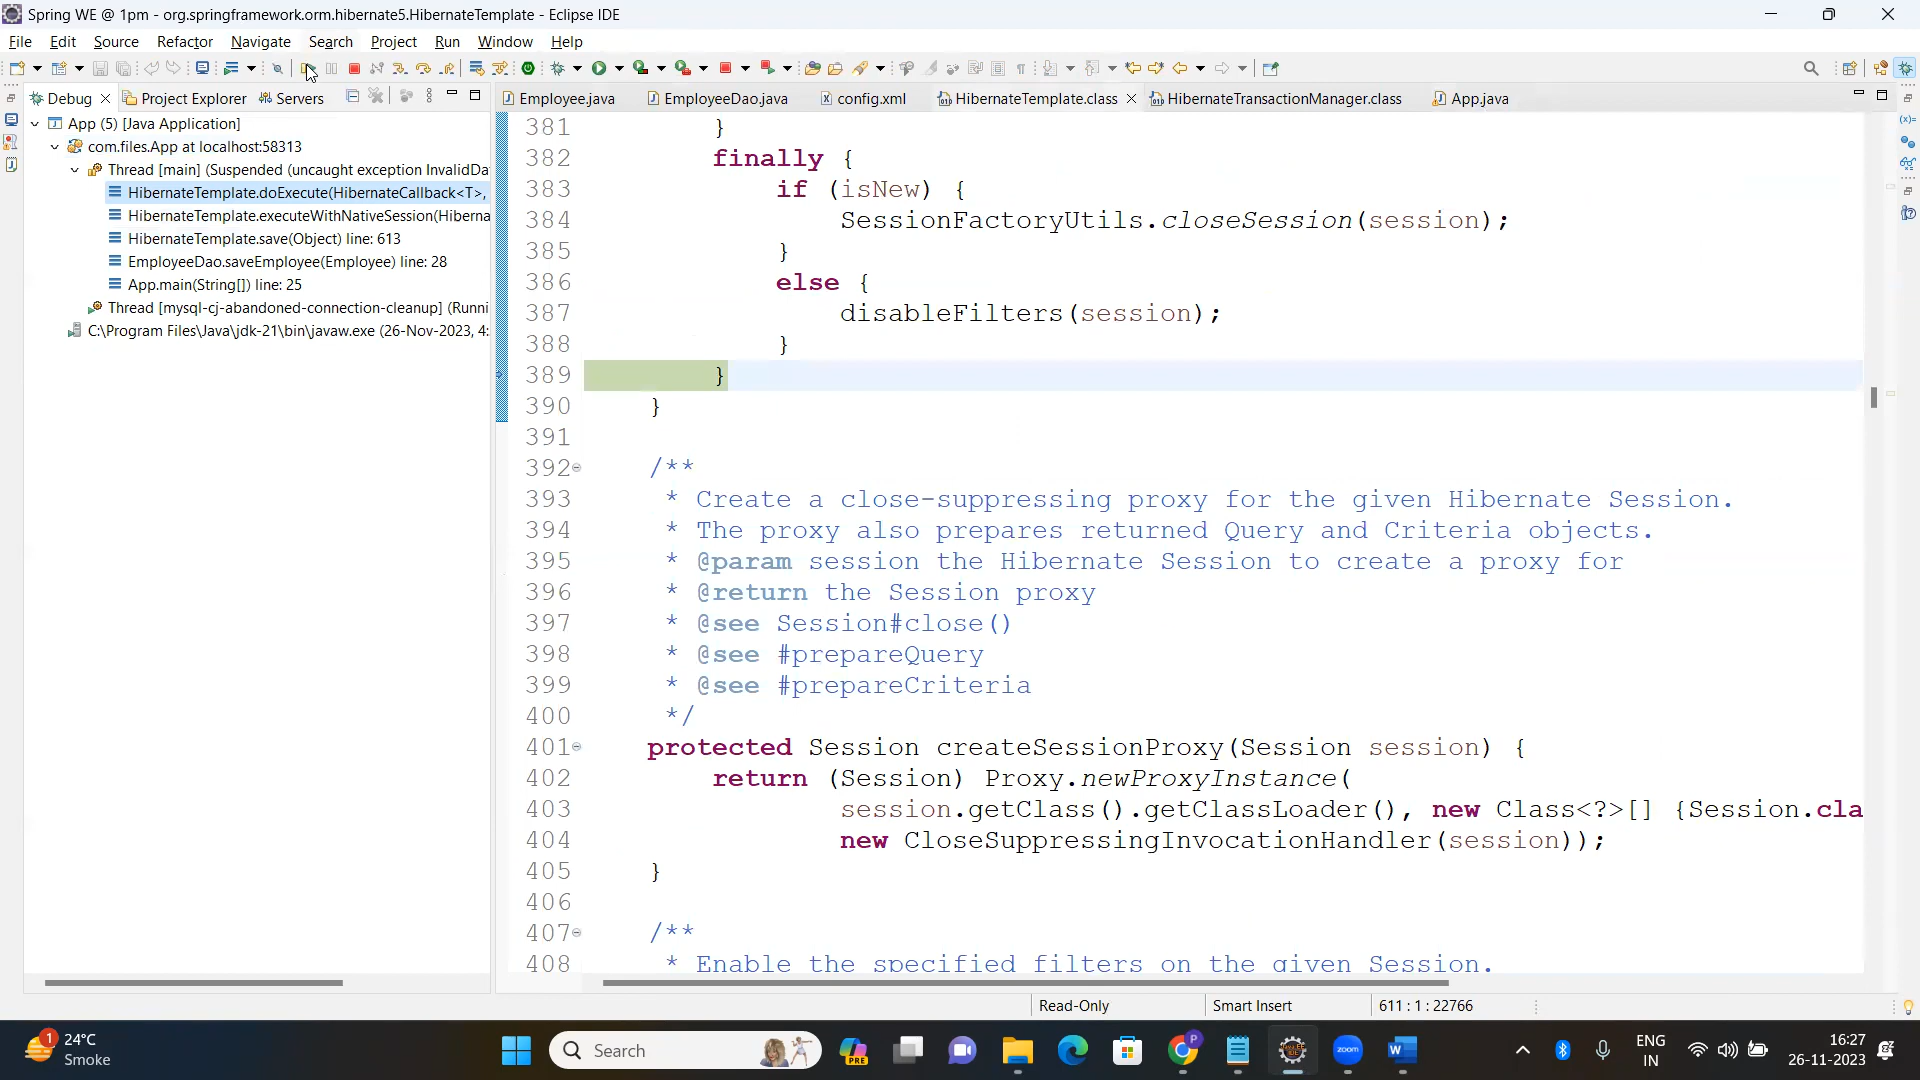 Spring WE @ 1pm - org.springframework.orm.hibernate5.HibernateTemplate - Eclipse IDE
File Edit Source Refactor Navigate Search Project Run Window Help
Debug Project Explorer Servers
Employee.java EmployeeDao.java config.xml HibernateTemplate.class HibernateTransactionManager.class App.java
App (5) [Java Application]
com.files.App at localhost:58313
Thread [main] (Suspended (uncaught exception InvalidDa
HibernateTemplate.doExecute(HibernateCallback<T>,
HibernateTemplate.executeWithNativeSession(Hiberna
HibernateTemplate.save(Object) line: 613
EmployeeDao.saveEmployee(Employee) line: 28
App.main(String[]) line: 25
Thread [mysql-cj-abandoned-connection-cleanup] (Runni
C:\Program Files\Java\jdk-21\bin\javaw.exe (26-Nov-2023, 4:
381 }
382 finally {
383 if (isNew) {
384 SessionFactoryUtils.closeSession(session);
385 }
386 else {
387 disableFilters(session);
388 }
389 }
390 }
391
392 /**
393 * Create a close-suppressing proxy for the given Hibernate Session.
394 * The proxy also prepares returned Query and Criteria objects.
395 * @param session the Hibernate Session to create a proxy for
396 * @return the Session proxy
397 * @see Session#close()
398 * @see #prepareQuery
399 * @see #prepareCriteria
400 */
401 protected Session createSessionProxy(Session session) {
402 return (Session) Proxy.newProxyInstance(
403 session.getClass().getClassLoader(), new Class<?>[] {Session.cla
404 new CloseSuppressingInvocationHandler(session));
405 }
406
407 /**
408 * Enable the specified filters on the given Session.
Read-Only Smart Insert 611 : 1 : 22766
1
24°C
Smoke
Search
PRE
P
zoom
W
ENG
IN
16:27
26-11-2023